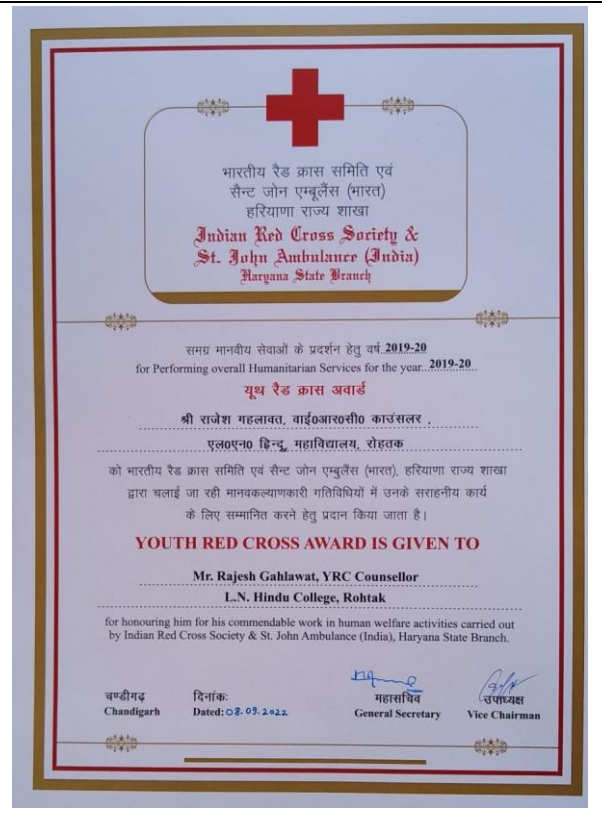 भारतीय रैड क्रास समिति एवं
सैन्ट जोन एम्बूलैंस (भारत)
हरियाणा राज्य शाखा
Indian Red Cross Society &
St. John Ambulance (India)
Haryana State Branch
समग्र मानवीय सेवाओं के प्रदर्शन हेतु वर्ष 2019-20
for Performing overall Humanitarian Services for the year 2019-20
यूथ रैड क्रास अवार्ड
श्री राजेश गहलावत, वाई०आर०सी० काउंसलर ,
एल०एन० हिन्दू महाविद्यालय, रोहतक
को भारतीय रैड क्रास समिति एवं सैन्ट जोन एम्बुलैंस (भारत), हरियाणा राज्य शाखा
द्वारा चलाई जा रही मानवकल्याणकारी गतिविधियों में उनके सराहनीय कार्य
के लिए सम्मानित करने हेतु प्रदान किया जाता है।
YOUTH RED CROSS AWARD IS GIVEN TO
Mr. Rajesh Gahlawat, YRC Counsellor
L.N. Hindu College, Rohtak
for honouring him for his commendable work in human welfare activities carried out
by Indian Red Cross Society & St. John Ambulance (India), Haryana State Branch.
चण्डीगढ़ दिनांक: महासचिव उपाध्यक्ष
Chandigarh Dated: 08.09.2022 General Secretary Vice Chairman